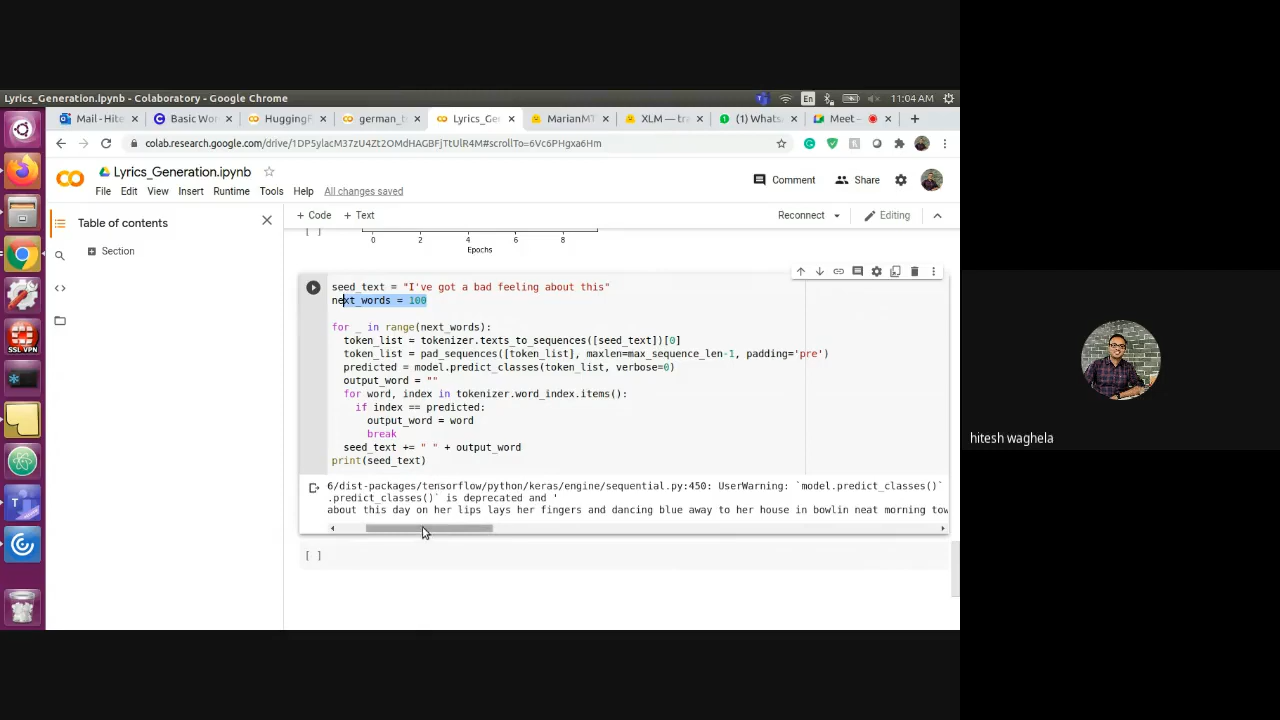 Lyrics_Generation.ipynb - Colaboratory - Google Chrome
En
11:04 AM
Mail - Hite
Basic Wor
HuggingF
german_t
Lyrics_Ge
MarianMT
XLM — tra
(1) Whats
Meet –
colab.research.google.com/drive/1DP5ylacM37zU4Zt2OMdHAGBFjTtUlR4M#scrollTo=6Vc6PHgxa6Hm
Lyrics_Generation.ipynb
Comment
Share
File Edit View Insert Runtime Tools Help All changes saved
Table of contents
+ Code + Text
Reconnect
Editing
Section
[ ]
0 2 4 6 8
Epochs
seed_text = "I've got a bad feeling about this"
next_words = 100
for _ in range(next_words):
token_list = tokenizer.texts_to_sequences([seed_text])[0]
token_list = pad_sequences([token_list], maxlen=max_sequence_len-1, padding='pre')
predicted = model.predict_classes(token_list, verbose=0)
output_word = ""
for word, index in tokenizer.word_index.items():
if index == predicted:
output_word = word
break
seed_text += " " + output_word
print(seed_text)
6/dist-packages/tensorflow/python/keras/engine/sequential.py:450: UserWarning: `model.predict_classes()`
.predict_classes()` is deprecated and '
about this day on her lips lays her fingers and dancing blue away to her house in bowlin neat morning tow
[ ]
SSL VPN
hitesh waghela